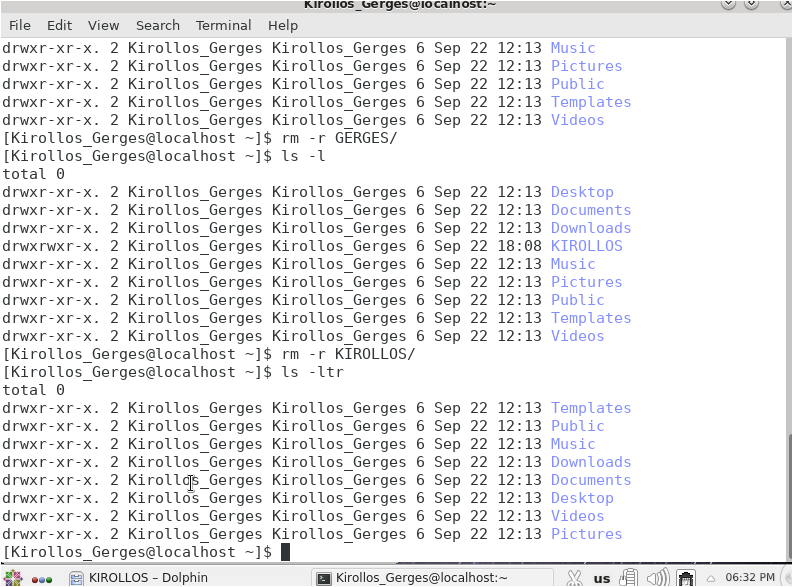 Kirollos_Gerges@localhost:~
File Edit View Search Terminal Help
drwxr-xr-x. 2 Kirollos_Gerges Kirollos_Gerges 6 Sep 22 12:13 Music
drwxr-xr-x. 2 Kirollos_Gerges Kirollos_Gerges 6 Sep 22 12:13 Pictures
drwxr-xr-x. 2 Kirollos_Gerges Kirollos_Gerges 6 Sep 22 12:13 Public
drwxr-xr-x. 2 Kirollos_Gerges Kirollos_Gerges 6 Sep 22 12:13 Templates
drwxr-xr-x. 2 Kirollos_Gerges Kirollos_Gerges 6 Sep 22 12:13 Videos
[Kirollos_Gerges@localhost ~]$ rm -r GERGES/
[Kirollos_Gerges@localhost ~]$ ls -l
total 0
drwxr-xr-x. 2 Kirollos_Gerges Kirollos_Gerges 6 Sep 22 12:13 Desktop
drwxr-xr-x. 2 Kirollos_Gerges Kirollos_Gerges 6 Sep 22 12:13 Documents
drwxr-xr-x. 2 Kirollos_Gerges Kirollos_Gerges 6 Sep 22 12:13 Downloads
drwxrwxr-x. 2 Kirollos_Gerges Kirollos_Gerges 6 Sep 22 18:08 KIROLLOS
drwxr-xr-x. 2 Kirollos_Gerges Kirollos_Gerges 6 Sep 22 12:13 Music
drwxr-xr-x. 2 Kirollos_Gerges Kirollos_Gerges 6 Sep 22 12:13 Pictures
drwxr-xr-x. 2 Kirollos_Gerges Kirollos_Gerges 6 Sep 22 12:13 Public
drwxr-xr-x. 2 Kirollos_Gerges Kirollos_Gerges 6 Sep 22 12:13 Templates
drwxr-xr-x. 2 Kirollos_Gerges Kirollos_Gerges 6 Sep 22 12:13 Videos
[Kirollos_Gerges@localhost ~]$ rm -r KIROLLOS/
[Kirollos_Gerges@localhost ~]$ ls -ltr
total 0
drwxr-xr-x. 2 Kirollos_Gerges Kirollos_Gerges 6 Sep 22 12:13 Templates
drwxr-xr-x. 2 Kirollos_Gerges Kirollos_Gerges 6 Sep 22 12:13 Public
drwxr-xr-x. 2 Kirollos_Gerges Kirollos_Gerges 6 Sep 22 12:13 Music
drwxr-xr-x. 2 Kirollos_Gerges Kirollos_Gerges 6 Sep 22 12:13 Downloads
drwxr-xr-x. 2 Kirollos_Gerges Kirollos_Gerges 6 Sep 22 12:13 Documents
drwxr-xr-x. 2 Kirollos_Gerges Kirollos_Gerges 6 Sep 22 12:13 Desktop
drwxr-xr-x. 2 Kirollos_Gerges Kirollos_Gerges 6 Sep 22 12:13 Videos
drwxr-xr-x. 2 Kirollos_Gerges Kirollos_Gerges 6 Sep 22 12:13 Pictures
[Kirollos_Gerges@localhost ~]$
KIROLLOS – Dolphin Kirollos_Gerges@localhost:~ us 06:32 PM